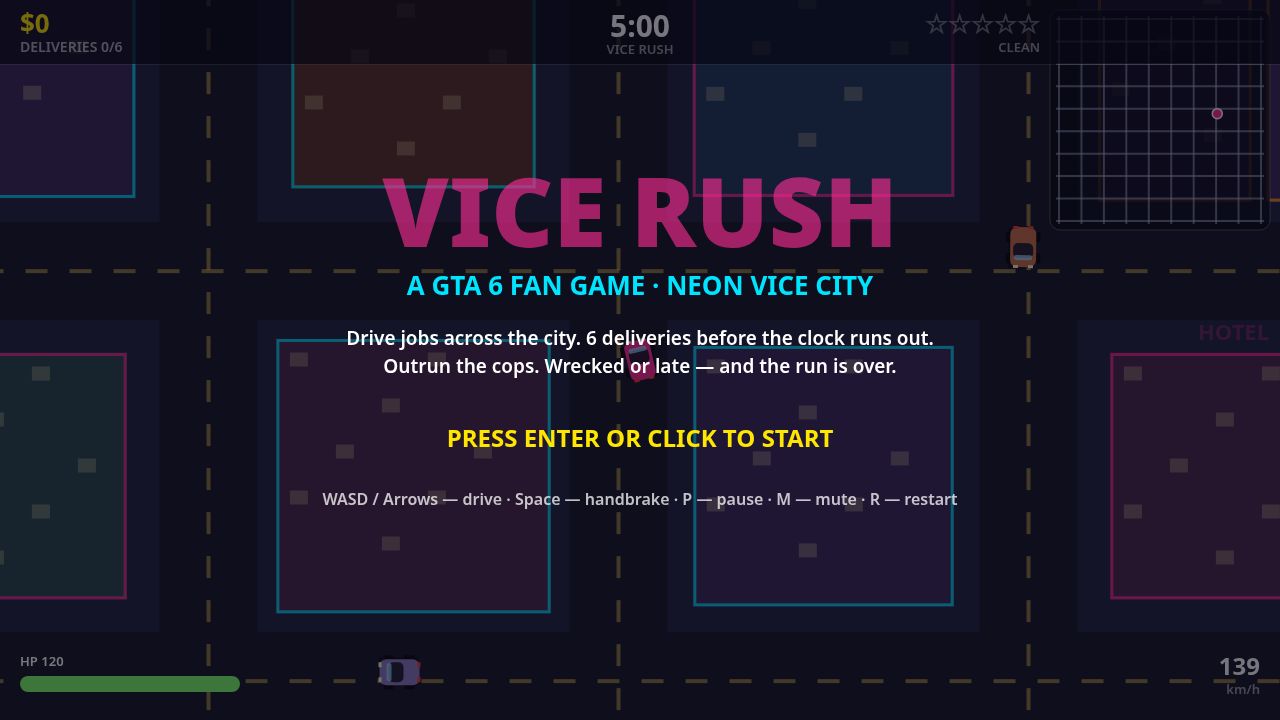 $0
DELIVERIES 0/6
5:00
VICE RUSH
☆☆☆☆☆
CLEAN
HOTEL
VICE RUSH
A GTA 6 FAN GAME · NEON VICE CITY
Drive jobs across the city. 6 deliveries before the clock runs out.
Outrun the cops. Wrecked or late — and the run is over.
PRESS ENTER OR CLICK TO START
WASD / Arrows — drive · Space — handbrake · P — pause · M — mute · R — restart
HP 120
139
km/h